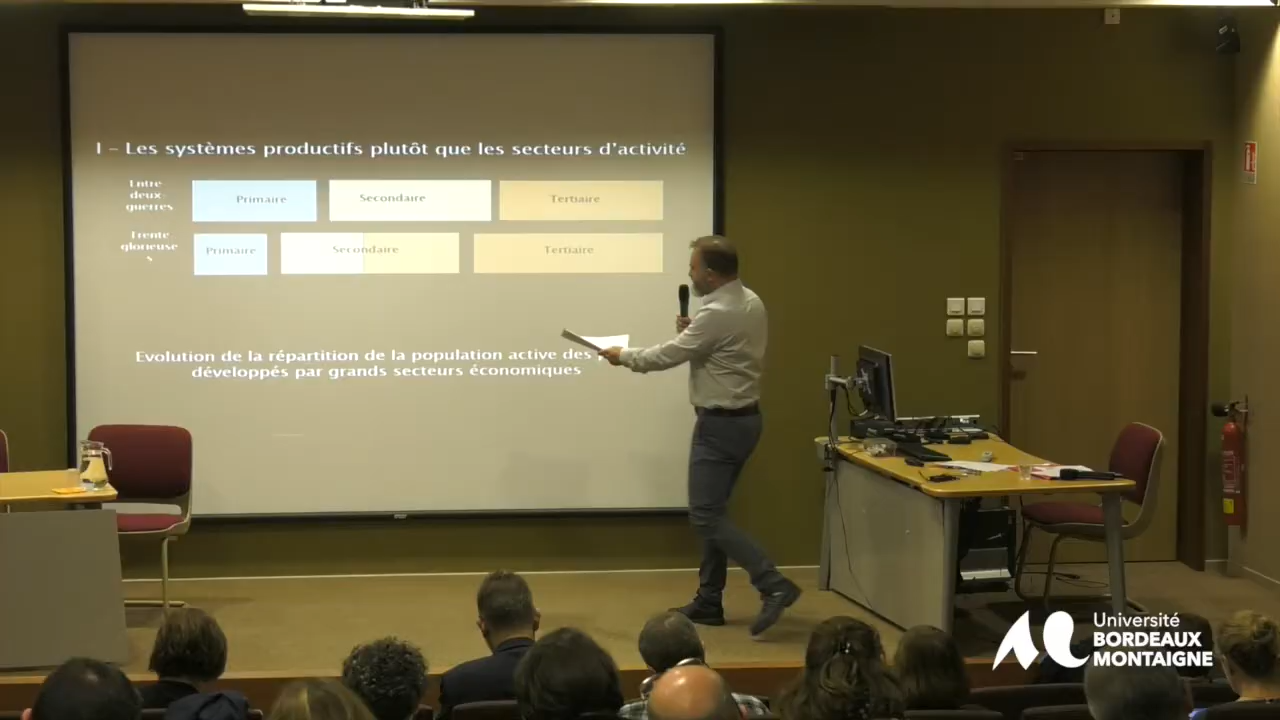 I – Les systèmes productifs plutôt que les secteurs d'activité
Entre
deux-
guerres
Primaire
Secondaire
Tertiaire
Trente
glorieuse
s
Primaire
Secondaire
Tertiaire
Evolution de la répartition de la population active des
développés par grands secteurs économiques
Université
BORDEAUX
MONTAIGNE